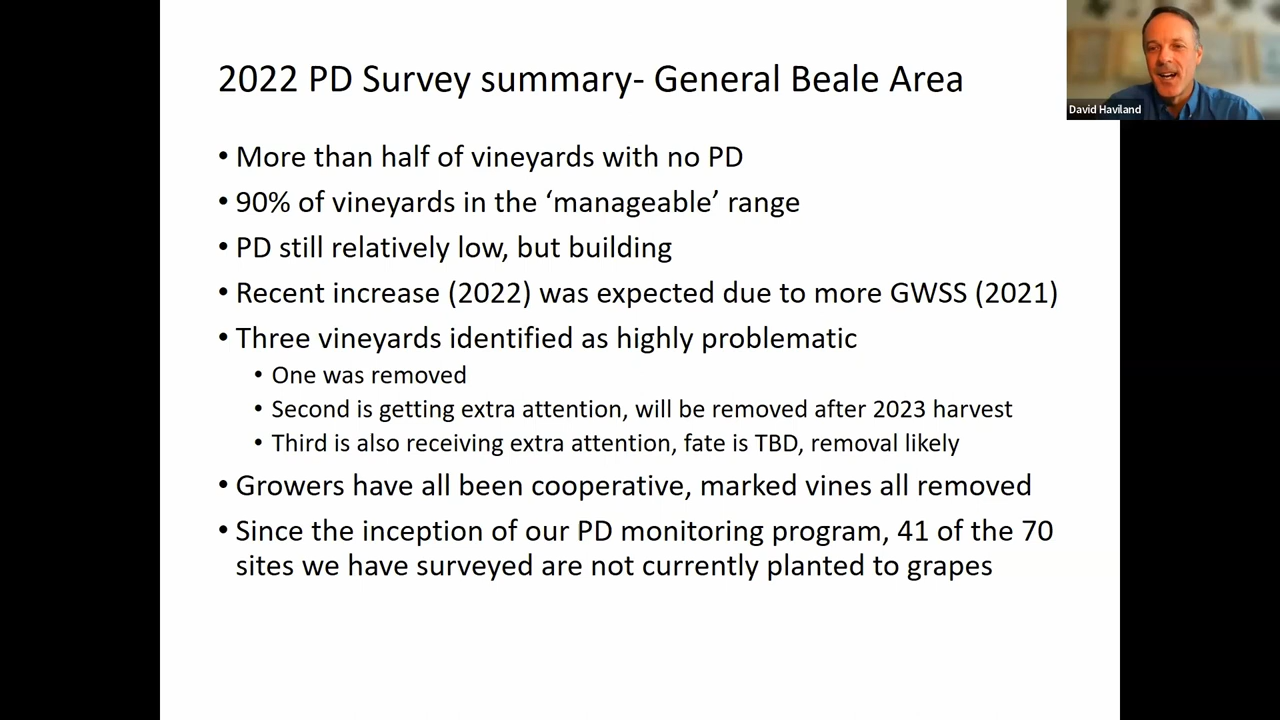 2022 PD Survey summary- General Beale Area
David Haviland
• More than half of vineyards with no PD
• 90% of vineyards in the ‘manageable’ range
• PD still relatively low, but building
• Recent increase (2022) was expected due to more GWSS (2021)
• Three vineyards identified as highly problematic
• One was removed
• Second is getting extra attention, will be removed after 2023 harvest
• Third is also receiving extra attention, fate is TBD, removal likely
• Growers have all been cooperative, marked vines all removed
• Since the inception of our PD monitoring program, 41 of the 70
sites we have surveyed are not currently planted to grapes